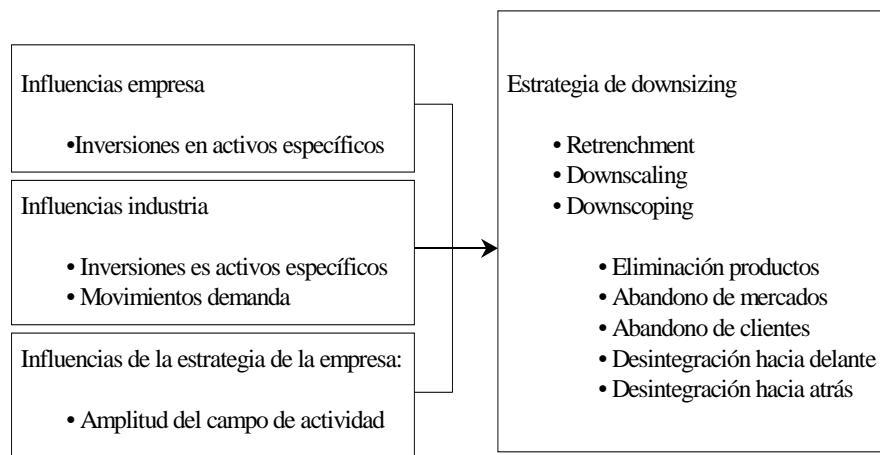 Influencias empresa
•Inversiones en activos específicos
Influencias industria
• Inversiones es activos específicos
• Movimientos demanda
Influencias de la estrategia de la empresa:
• Amplitud del campo de actividad
Estrategia de downsizing
• Retrenchment
• Downscaling
• Downscoping
• Eliminación productos
• Abandono de mercados
• Abandono de clientes
• Desintegración hacia delante
• Desintegración hacia atrás